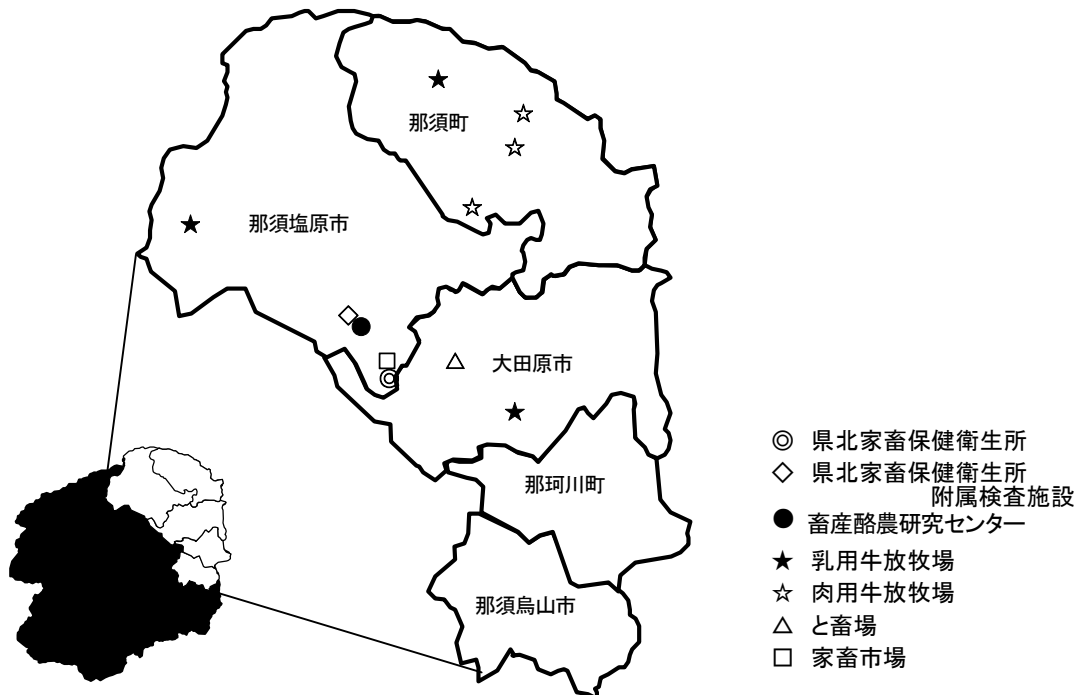 那須町
那須塩原市
大田原市
那珂川町
那須烏山市
◎ 県北家畜保健衛生所
◇ 県北家畜保健衛生所
附属検査施設
● 畜産酪農研究センター
★ 乳用牛放牧場
☆ 肉用牛放牧場
△ と畜場
□ 家畜市場